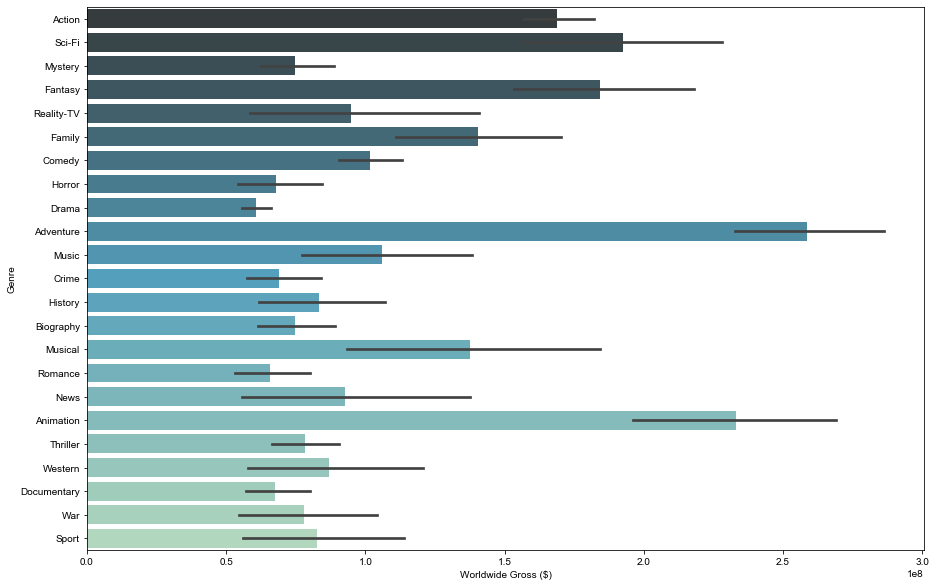 Genre
Action
Sci-Fi
Mystery
Fantasy
Reality-TV
Family
Comedy
Horror
Drama
Adventure
Music
Crime
History
Biography
Musical
Romance
News
Animation
Thriller
Western
Documentary
War
Sport
0.0 0.5 1.0 1.5 2.0 2.5 3.0
1e8
Worldwide Gross ($)